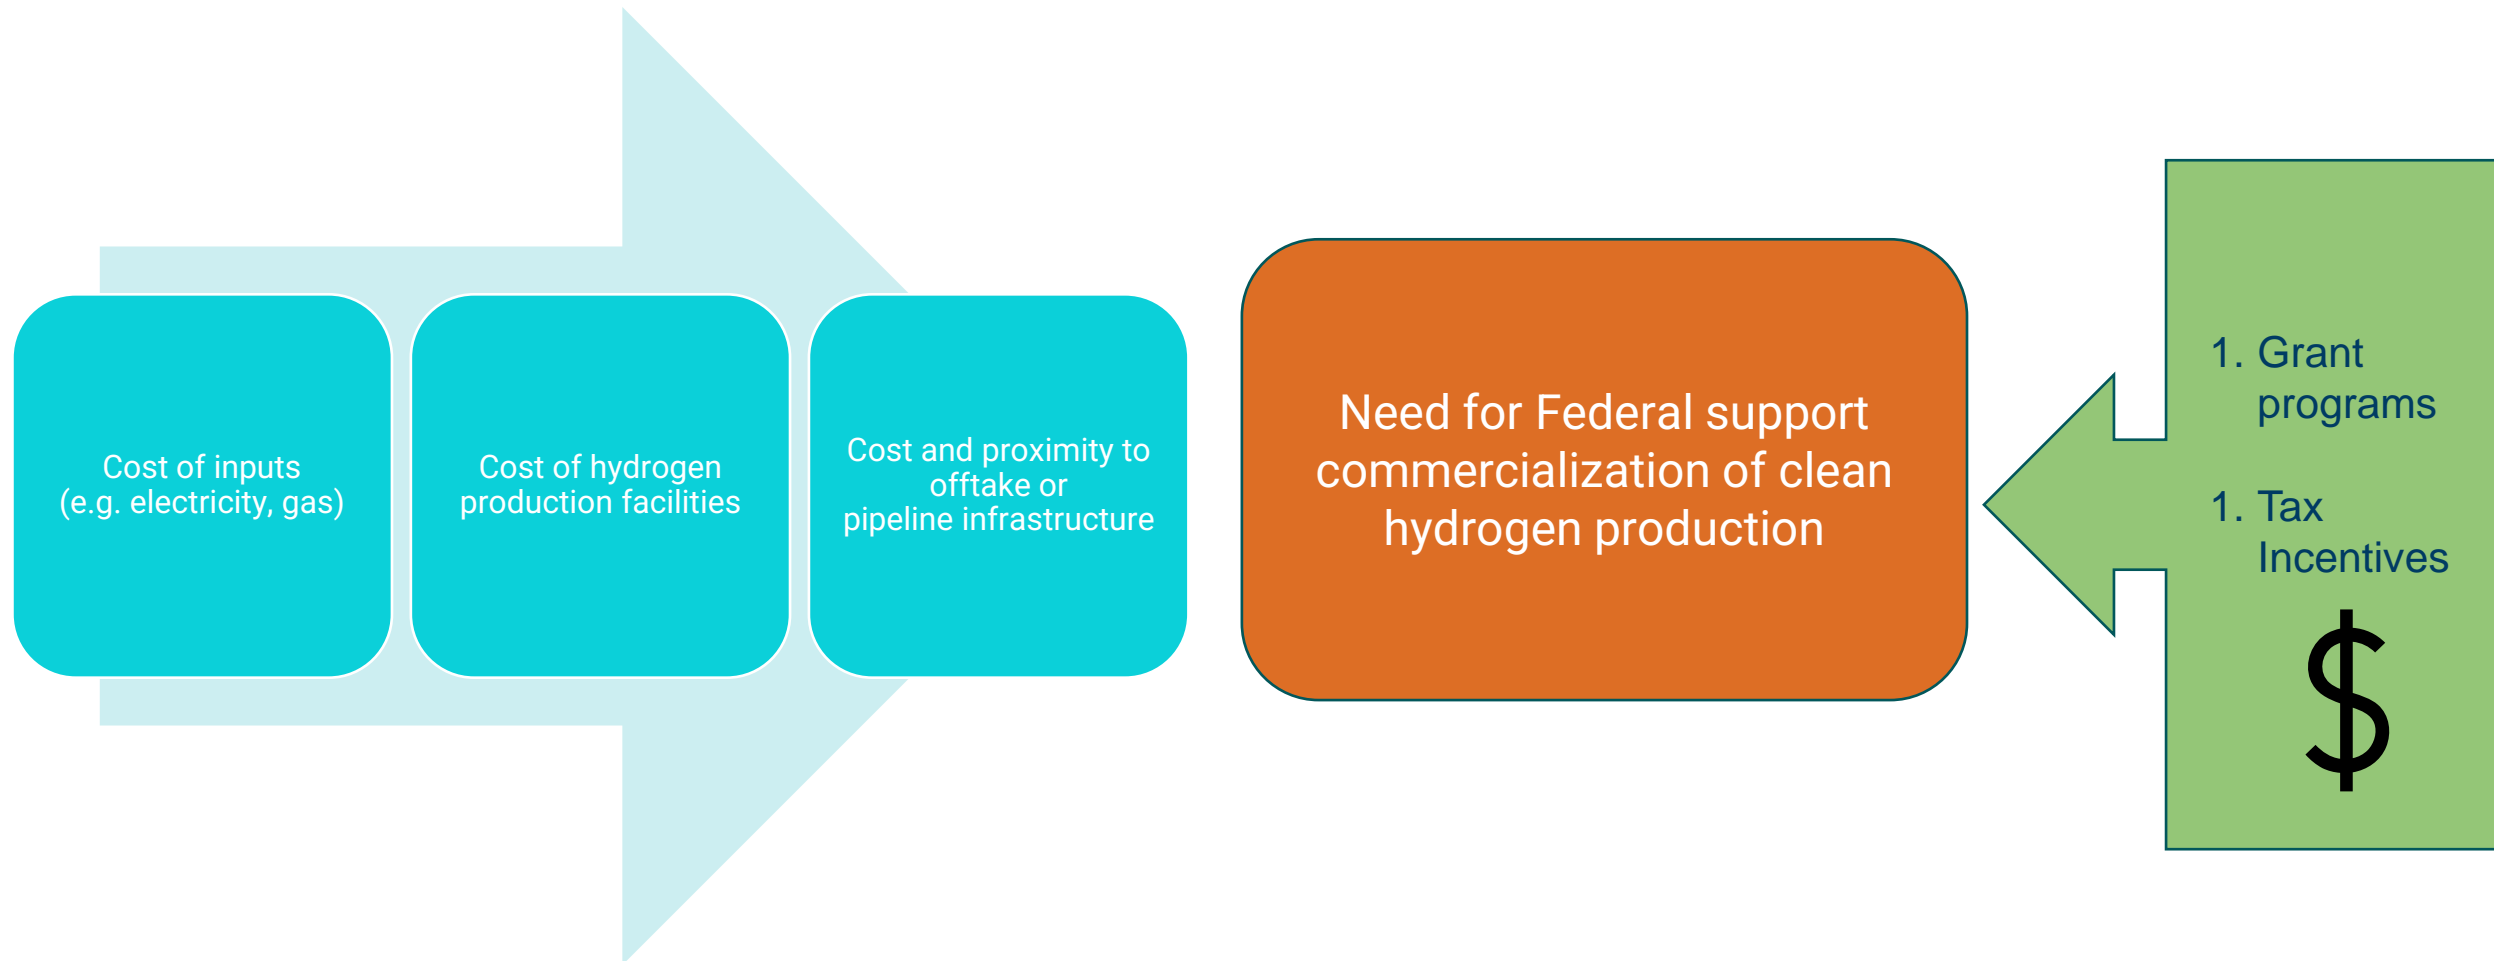 Cost of inputs
(e.g. electricity, gas)
Cost of hydrogen
production facilities
Cost and proximity to
offtake or
pipeline infrastructure
Need for Federal support
commercialization of clean
hydrogen production
1. Grant
programs
1. Tax
Incentives
$